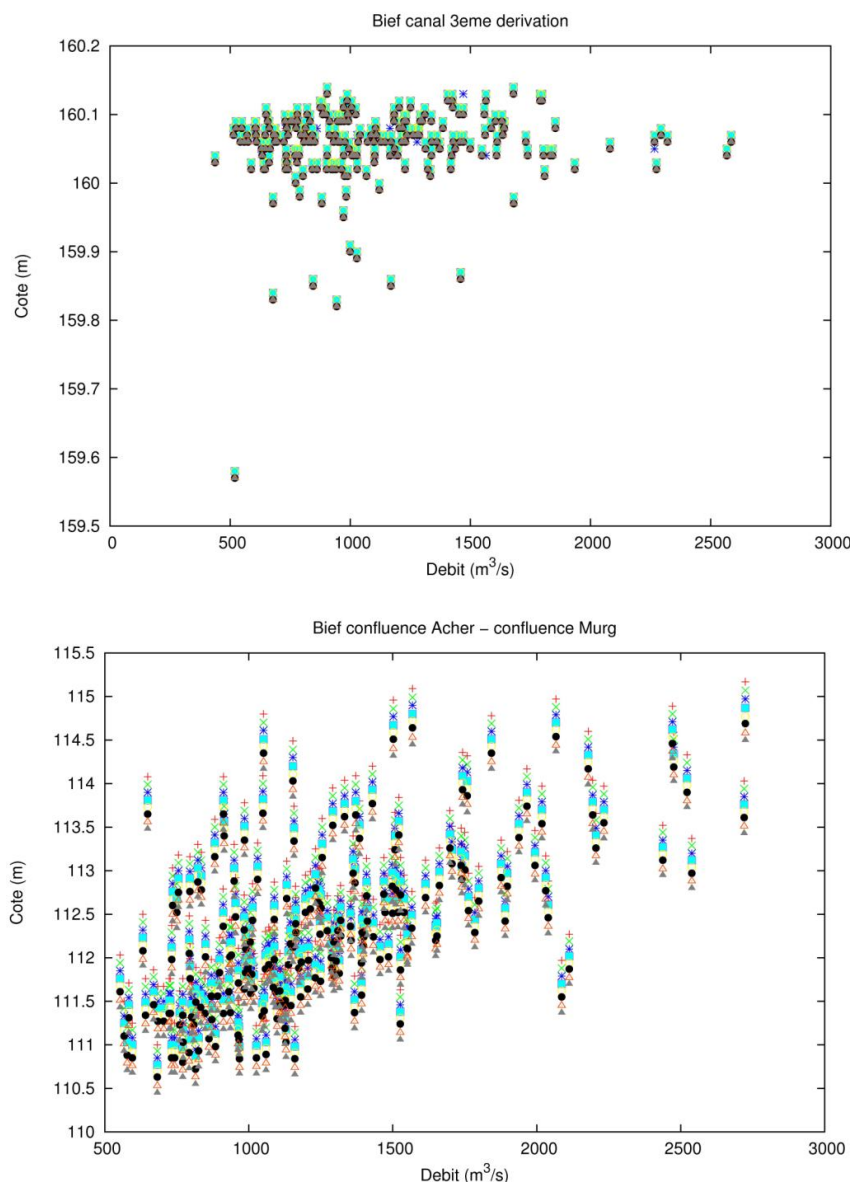 Bief canal 3eme derivation
160.2
160.1
160
159.9
159.8
159.7
159.6
159.5
Cote (m)
0 500 1000 1500 2000 2500 3000
Debit (m³/s)
Bief confluence Acher – confluence Murg
115.5
115
114.5
114
113.5
113
112.5
112
111.5
111
110.5
110
Cote (m)
500 1000 1500 2000 2500 3000
Debit (m³/s)